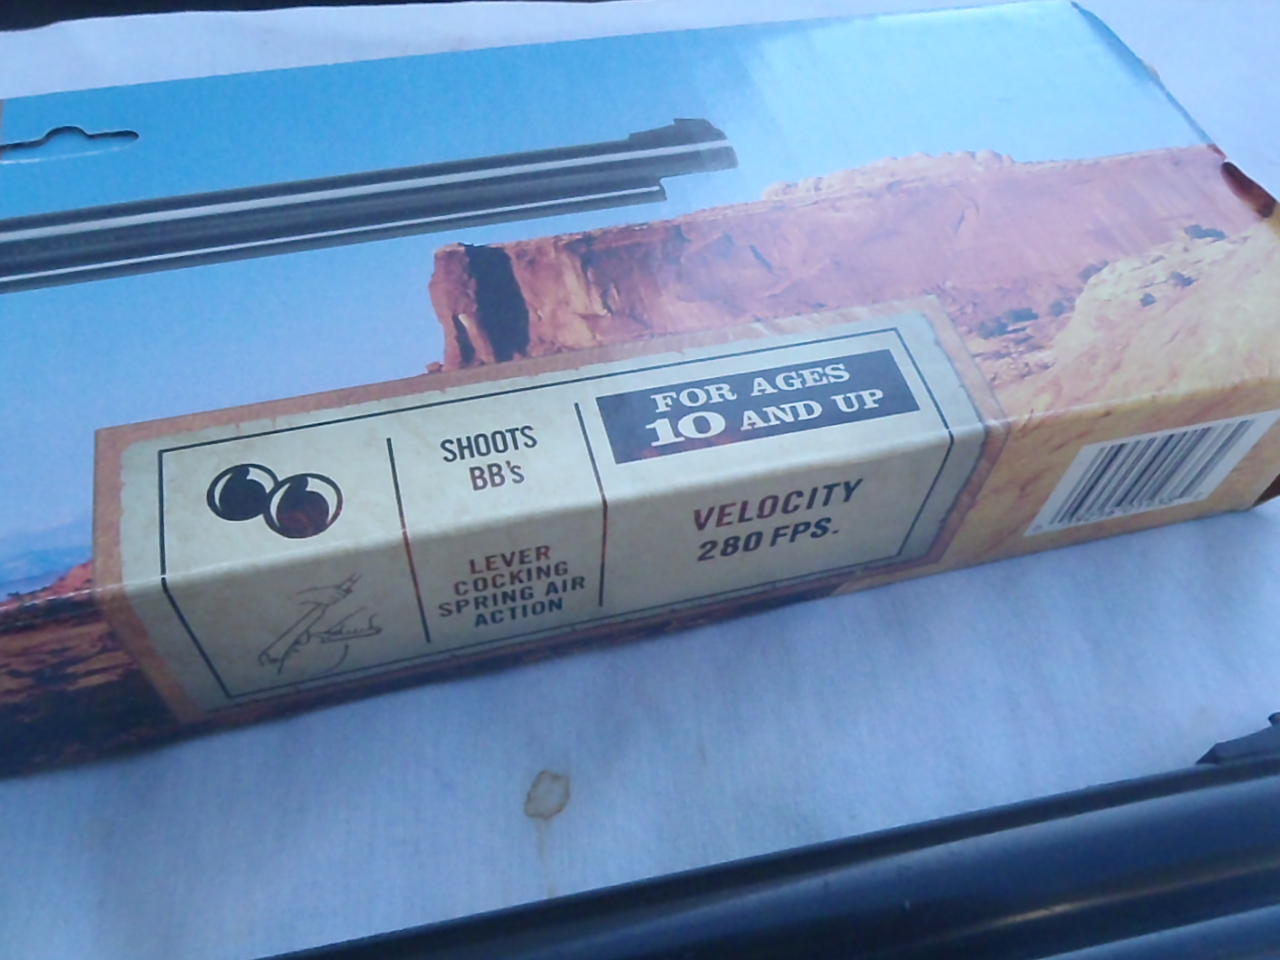 SHOOTS
BB's
FOR AGES
10 AND UP
LEVER
COCKING
SPRING AIR
ACTION
VELOCITY
280 FPS.